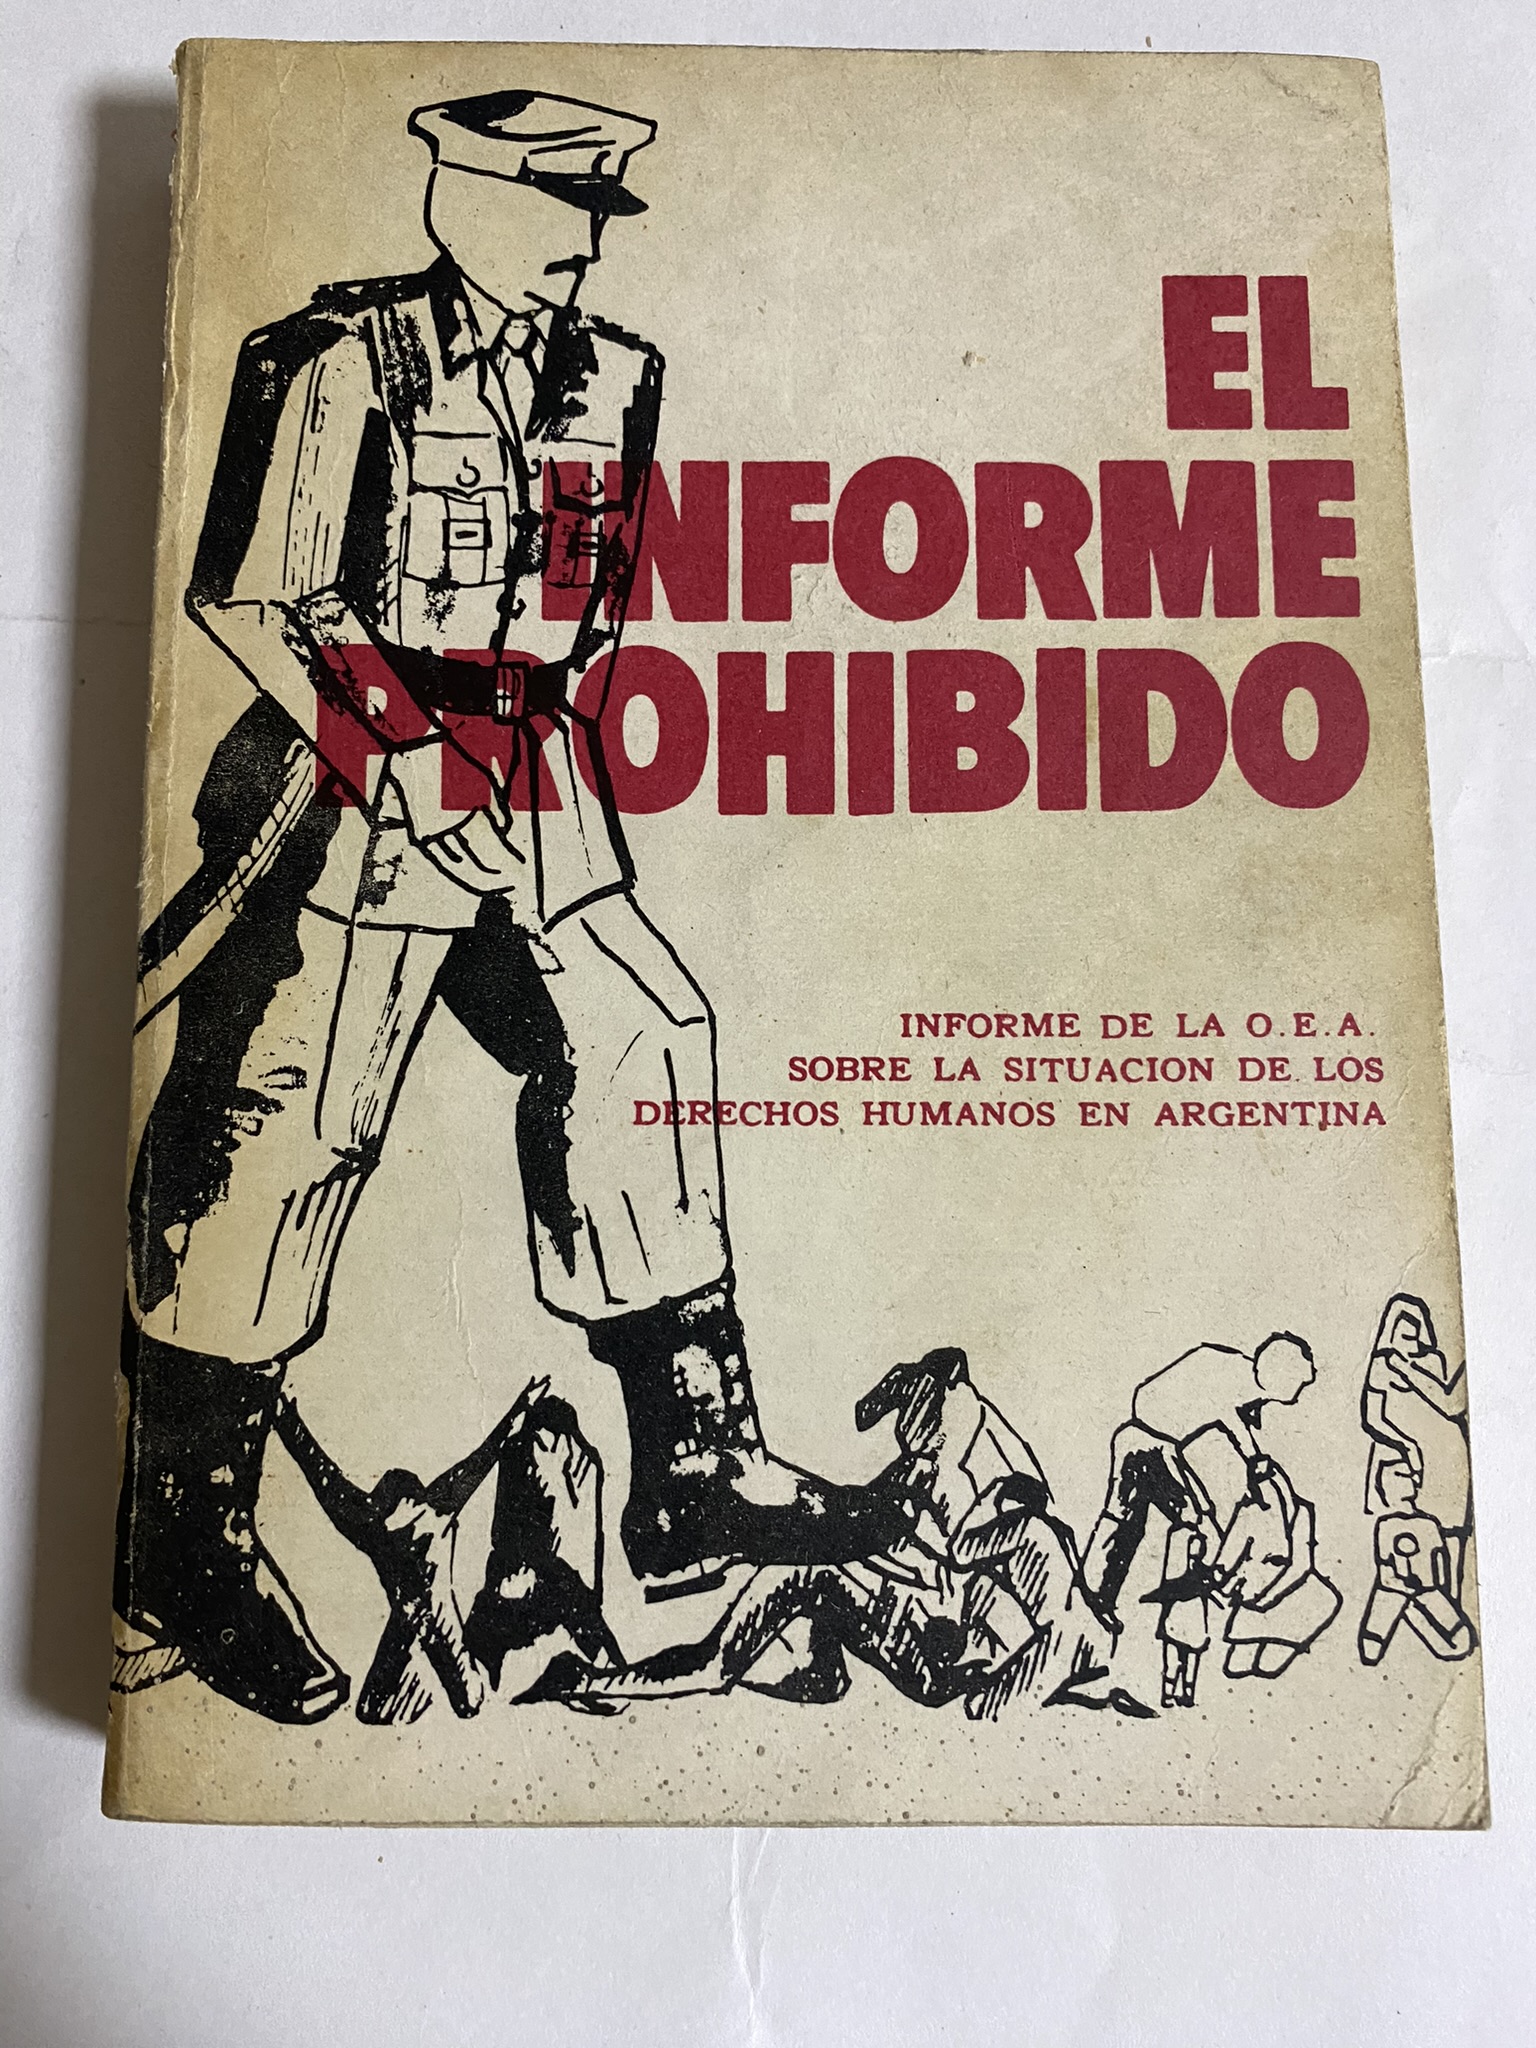 EL
INFORME
PROHIBIDO
INFORME DE LA O.E.A.
SOBRE LA SITUACION DE LOS
DERECHOS HUMANOS EN ARGENTINA